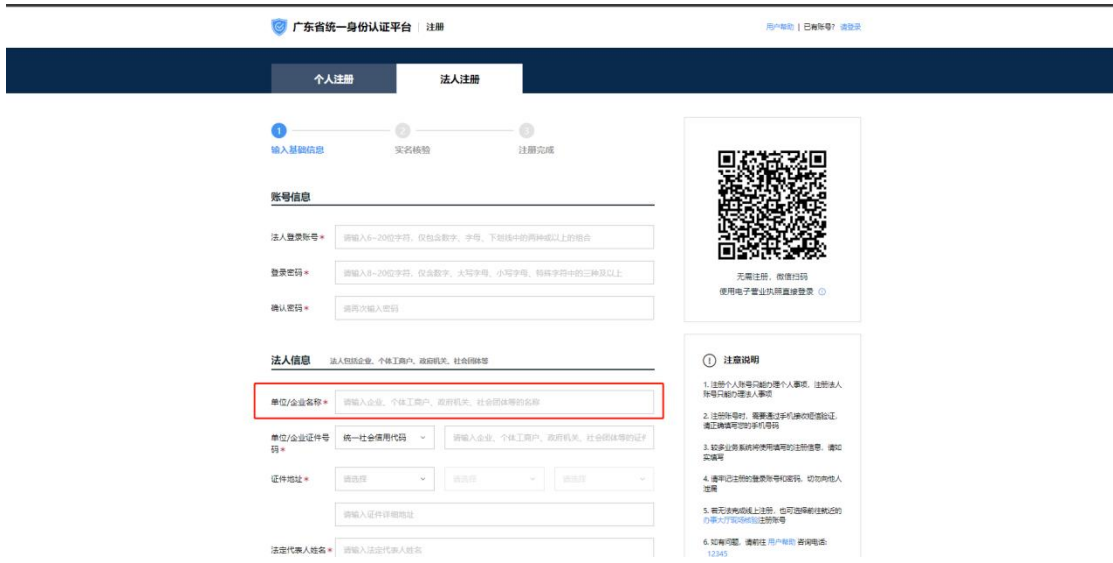 广东省统一身份认证平台 | 注册
用户帮助 | 已有账号？ 请登录
个人注册 法人注册
1 2 3
输入基础信息 实名核验 注册完成
账号信息
法人登录账号* 请输入6~20位字符，仅包含数字、字母、下划线中的两种或以上的组合
登录密码* 请输入8~20位字符，仅含数字、大写字母、小写字母、特殊字符中的三种及以上
确认密码* 请再次输入密码
法人信息 法人包括企业、个体工商户、政府机关、社会团体等
单位/企业名称* 请输入企业、个体工商户、政府机关、社会团体等的名称
单位/企业证件号 统一社会信用代码 请输入企业、个体工商户、政府机关、社会团体等的证件
码*
证件地址* 请选择 请选择 请选择
请输入证件详细地址
法定代表人姓名* 请输入法定代表人姓名
无需注册，微信扫码
使用电子营业执照直接登录
注意说明
1. 注册个人账号只能办理个人事项，注册法人
账号只能办理法人事项
2. 注册账号时，需要通过手机接收短信验证，
请正确填写您的手机号码
3. 较多业务系统将使用填写的注册信息，请如
实填写
4. 请牢记注册的登录账号和密码，切勿向他人
泄漏
5. 若无法完成线上注册，也可选择前往就近的
办事大厅现场核验注册账号
6. 如有问题，请前往 用户帮助 咨询电话：
12345